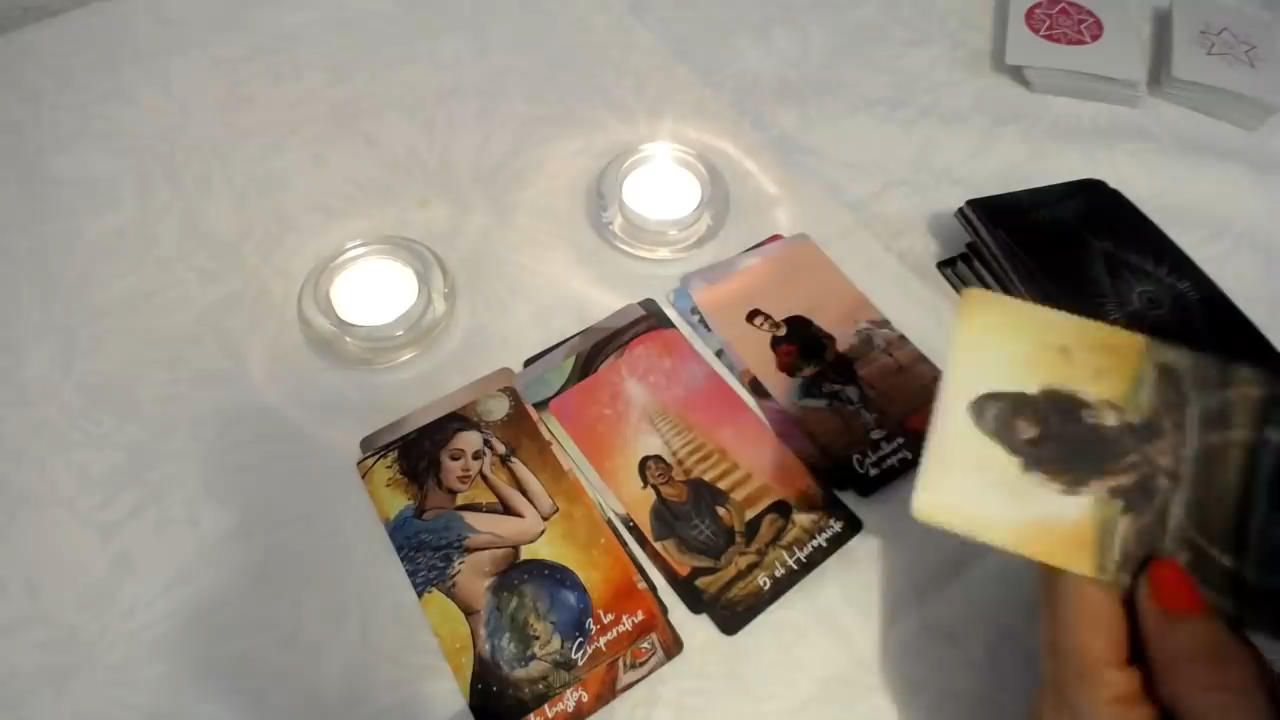 3. la
Emperatriz
de bastos
5. el Hierofante
Caballero
de copas